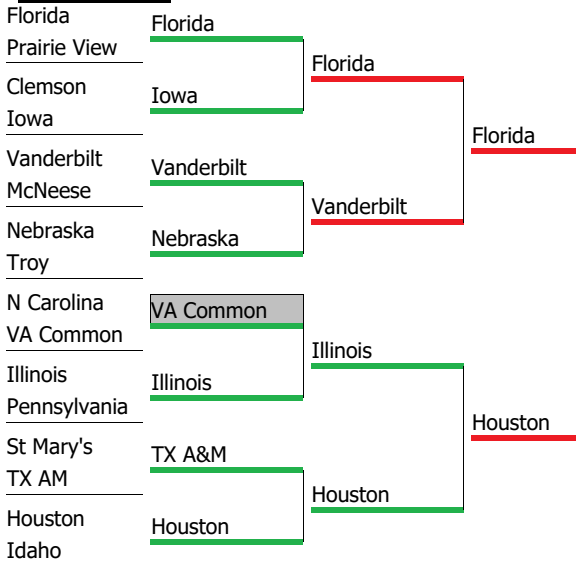 Florida
Prairie View
Clemson
Iowa
Vanderbilt
McNeese
Nebraska
Troy
N Carolina
VA Common
Illinois
Pennsylvania
St Mary's
TX AM
Houston
Idaho
Florida
Iowa
Vanderbilt
Nebraska
VA Common
Illinois
TX A&M
Houston
Florida
Vanderbilt
Illinois
Houston
Florida
Houston